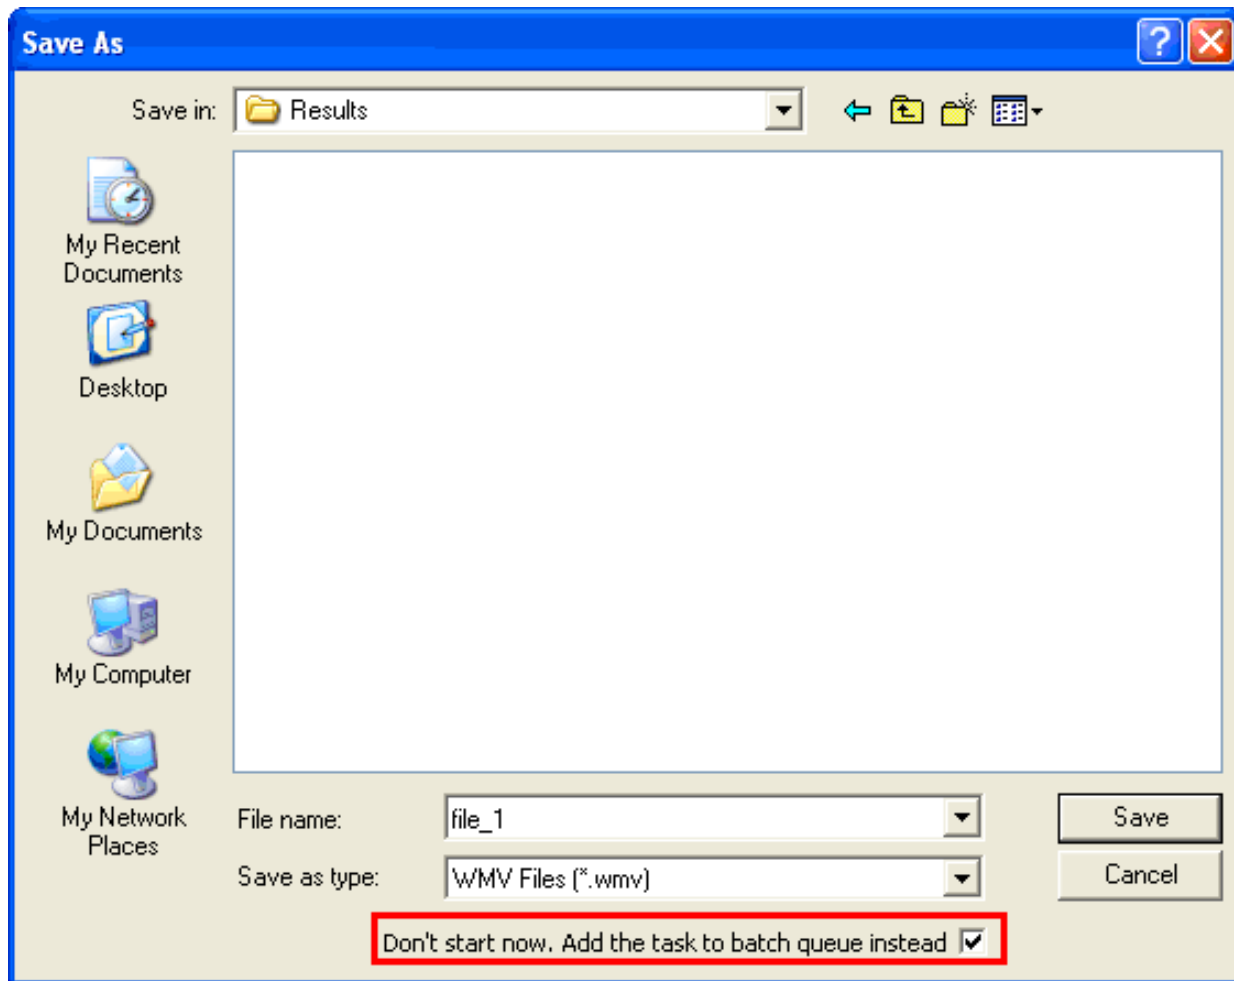 Save As
Save in:
Results
My Recent
Documents
Desktop
My Documents
My Computer
My Network
Places
File name:
file_1
Save
Save as type:
WMV Files (*.wmv)
Cancel
Don't start now. Add the task to batch queue instead